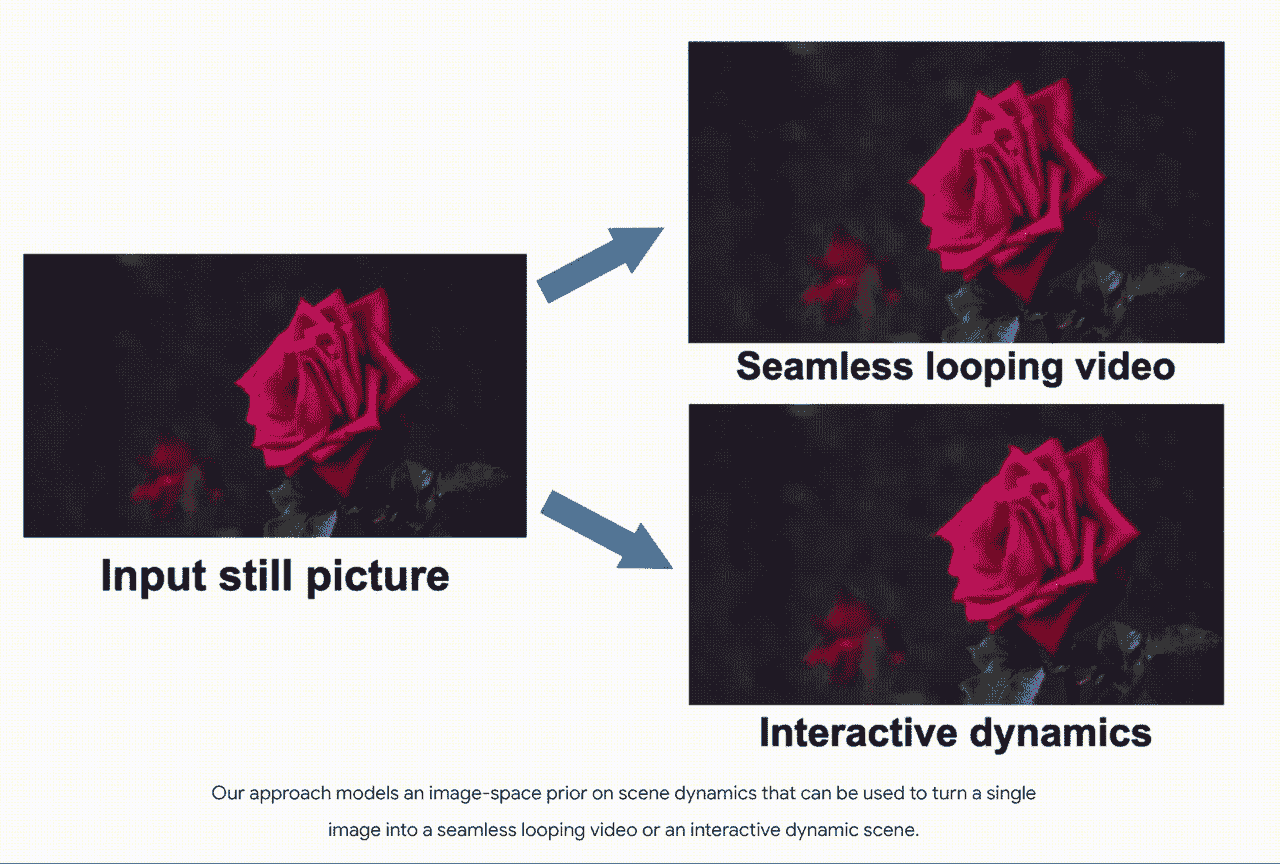 Seamless looping video
Input still picture
Interactive dynamics
Our approach models an image-space prior on scene dynamics that can be used to turn a single
image into a seamless looping video or an interactive dynamic scene.